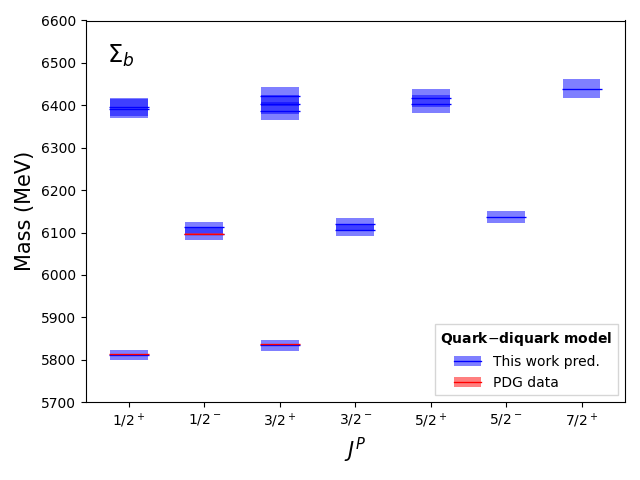 Σb
6600
6500
6400
6300
6200
6100
6000
5900
5800
5700
Mass (MeV)
1/2+ 1/2− 3/2+ 3/2− 5/2+ 5/2− 7/2+
J^P
Quark−diquark model
This work pred.
PDG data